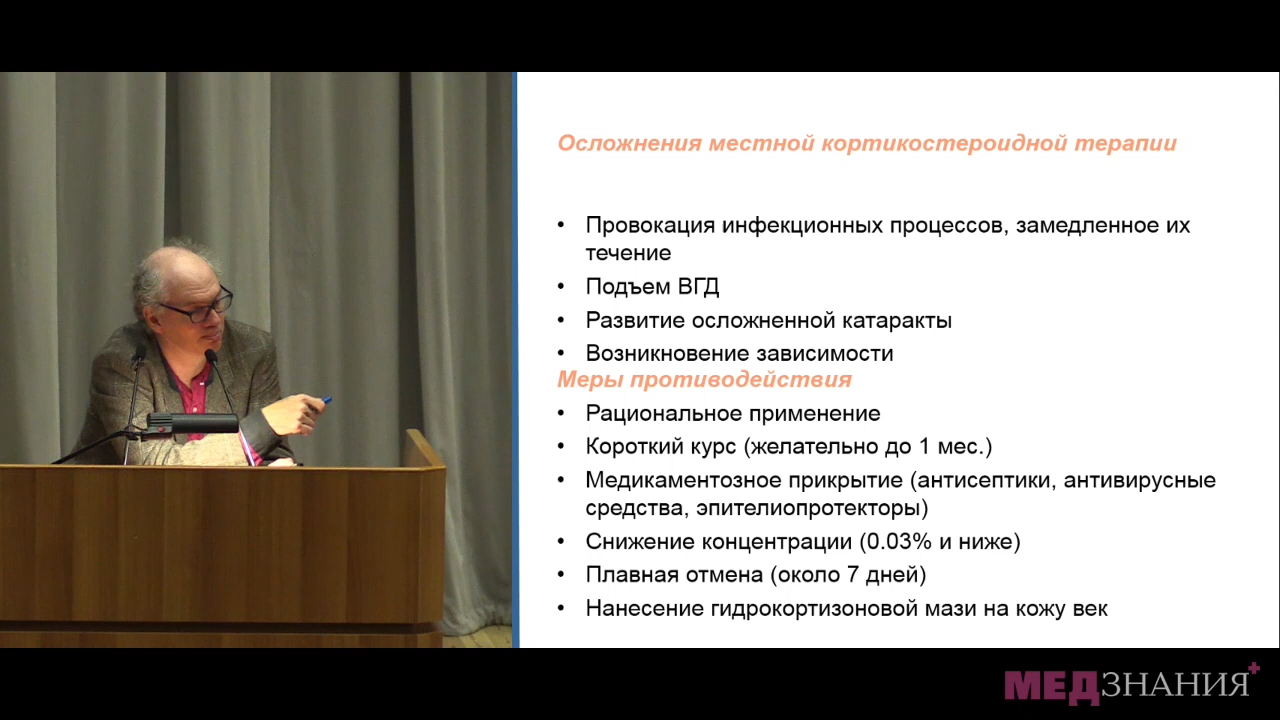 Осложнения местной кортикостероидной терапии
• Провокация инфекционных процессов, замедленное их
течение
• Подъем ВГД
• Развитие осложненной катаракты
• Возникновение зависимости
Меры противодействия
• Рациональное применение
• Короткий курс (желательно до 1 мес.)
• Медикаментозное прикрытие (антисептики, антивирусные
средства, эпителиопротекторы)
• Снижение концентрации (0.03% и ниже)
• Плавная отмена (около 7 дней)
• Нанесение гидрокортизоновой мази на кожу век
МЕДЗНАНИЯ+